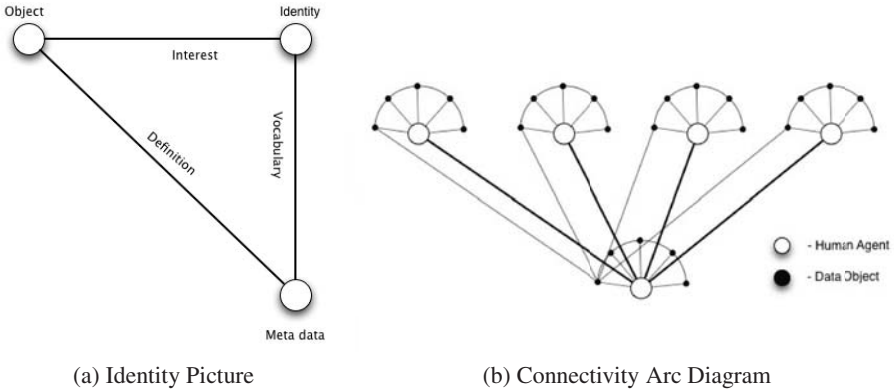 Object
Identity
Interest
Definition
Vocabulary
Meta data
- Human Agent
- Data Object
(a) Identity Picture
(b) Connectivity Arc Diagram